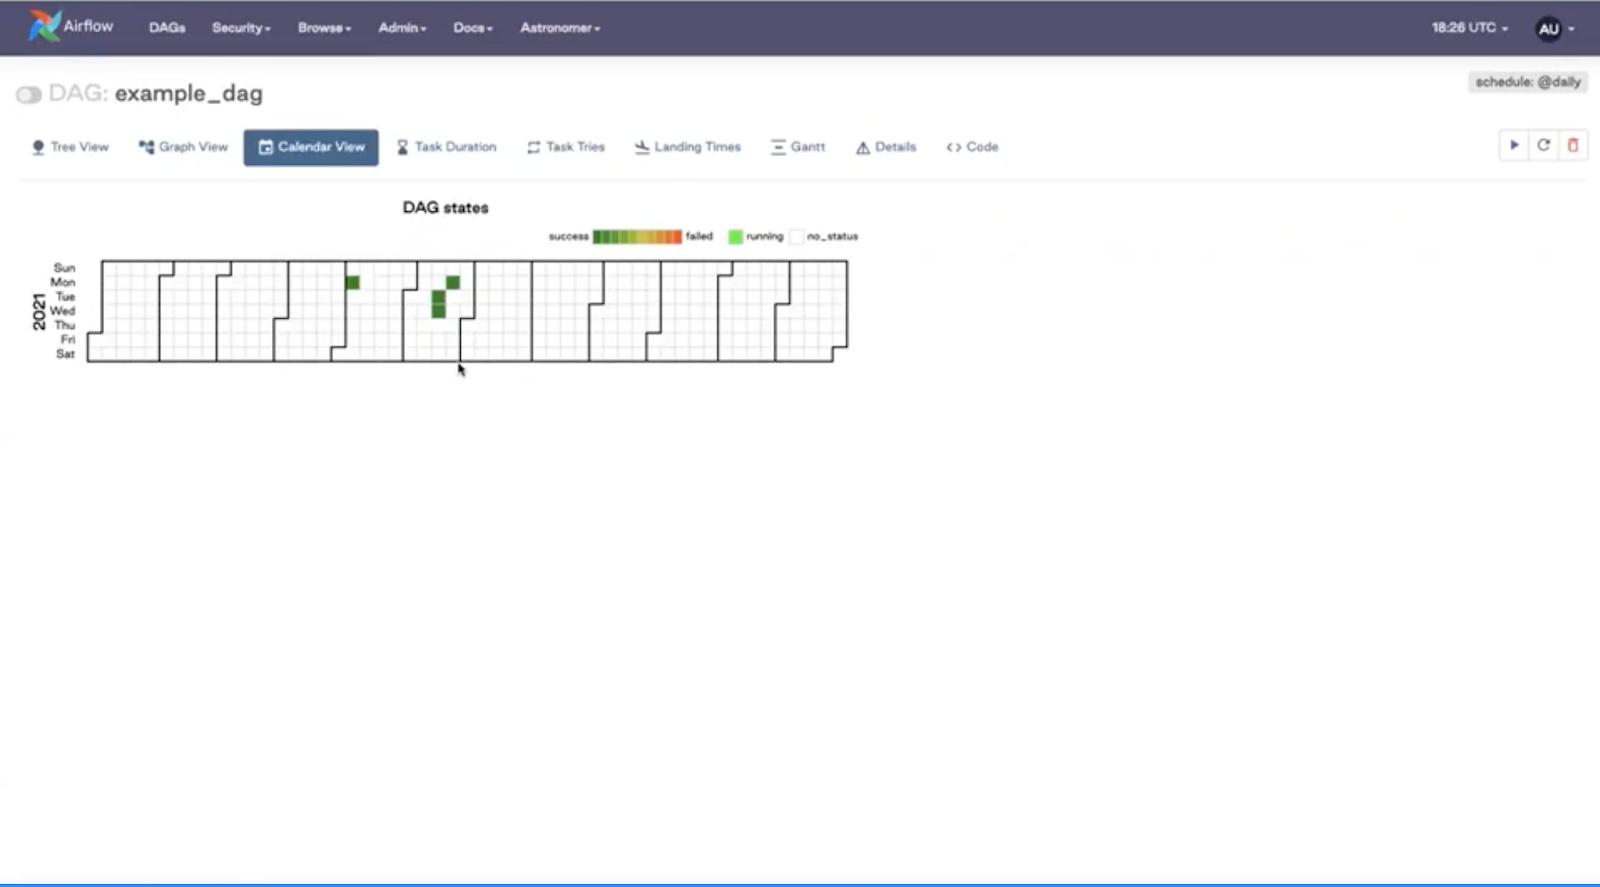 Airflow DAGs Security Browse Admin Docs Astronomer 18:26 UTC AU
DAG: example_dag schedule: @daily
Tree View Graph View Calendar View Task Duration Task Tries Landing Times Gantt Details <> Code
DAG states
success failed running no_status
2021
Sun
Mon
Tue
Wed
Thu
Fri
Sat